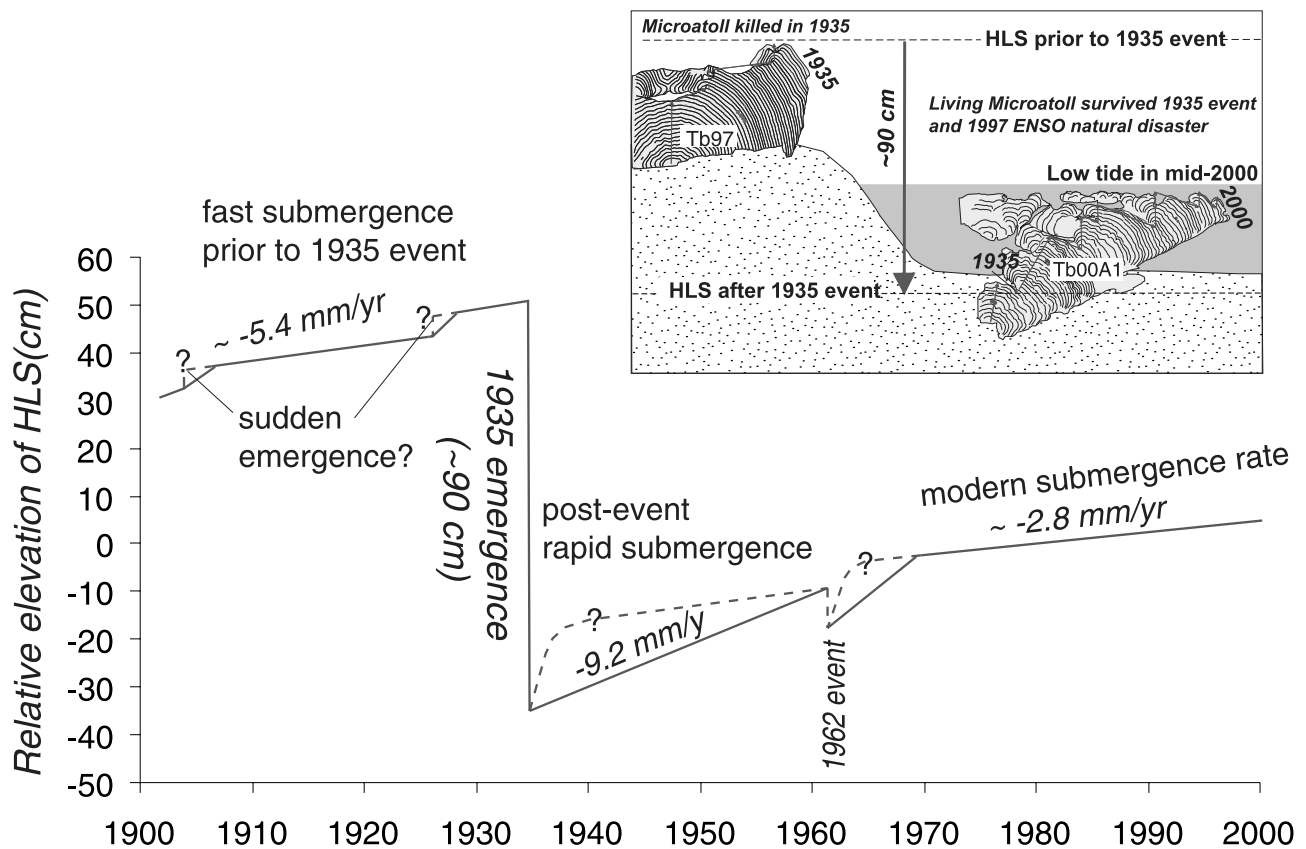 Microatoll killed in 1935
HLS prior to 1935 event
1935
~90 cm
Living Microatoll survived 1935 event
and 1997 ENSO natural disaster
Tb97
Low tide in mid-2000
2000
1935
Tb00A1
HLS after 1935 event
fast submergence
prior to 1935 event
Relative elevation of HLS(cm)
60
50
40
30
20
10
0
-10
-20
-30
-40
-50
?
~ -5.4 mm/yr
?
sudden
emergence?
1935 emergence
(~90 cm)
post-event
rapid submergence
?
-9.2 mm/y
1962 event
?
modern submergence rate
~ -2.8 mm/yr
1900
1910
1920
1930
1940
1950
1960
1970
1980
1990
2000